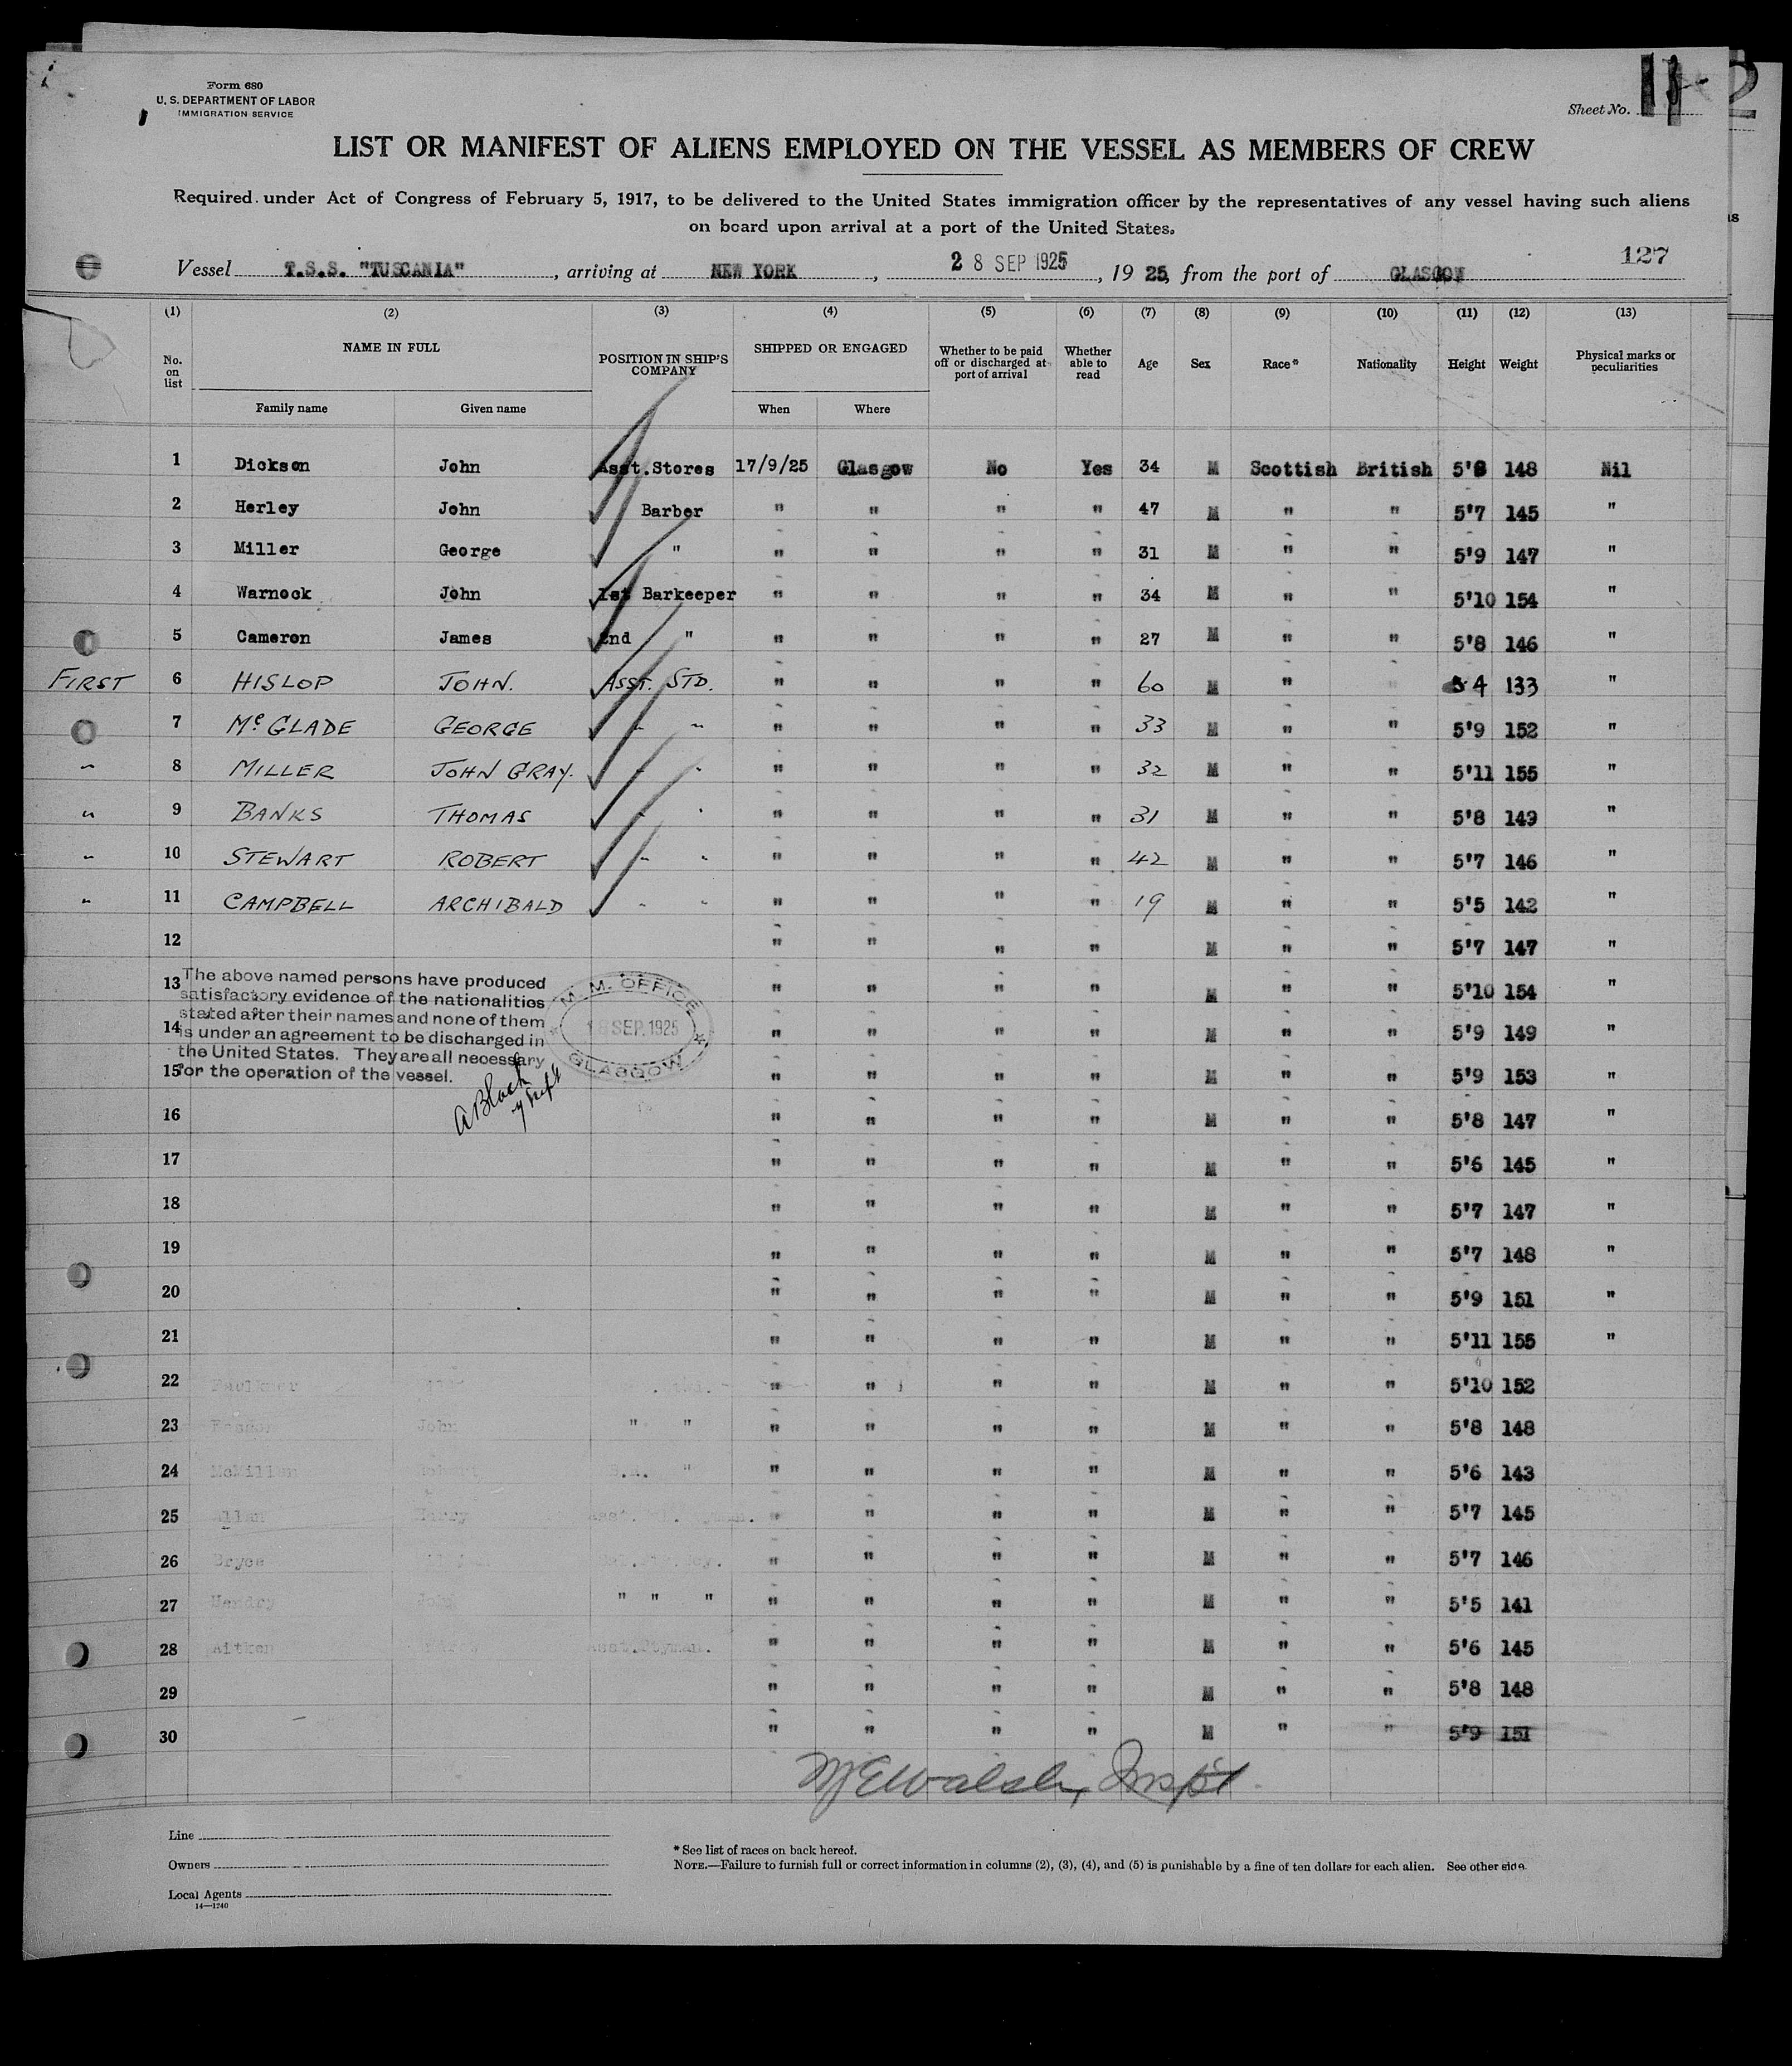 Form 680
U. S. DEPARTMENT OF LABOR
IMMIGRATION SERVICE
Sheet No.
LIST OR MANIFEST OF ALIENS EMPLOYED ON THE VESSEL AS MEMBERS OF CREW
Required under Act of Congress of February 5, 1917, to be delivered to the United States immigration officer by the representatives of any vessel having such aliens
on board upon arrival at a port of the United States.
127
Vessel T.S.S. "TUSCANIA", arriving at NEW YORK, 28 SEP 1925, 1925, from the port of GLASGOW
(1) (2) (3) (4) (5) (6) (7) (8) (9) (10) (11) (12) (13)
No. on list NAME IN FULL POSITION IN SHIP'S COMPANY SHIPPED OR ENGAGED Whether to be paid off or discharged at port of arrival Whether able to read Age Sex Race* Nationality Height Weight Physical marks or peculiarities
Family name Given name When Where
1 Dickson John Asst.Stores 17/9/25 Glasgow No Yes 34 M Scottish British 5'8 148 Nil
2 Herley John Barber " " " " 47 M " " 5'7 145 "
3 Miller George " " " " " 31 M " " 5'9 147 "
4 Warnock John 1st Barkeeper " " " " 34 M " " 5'10 154 "
5 Cameron James 2nd " " " " " 27 M " " 5'8 146 "
FIRST 6 HISLOP JOHN. ASST. STD. " " " " 60 M " 5 4 133 "
7 McGLADE GEORGE " " " " " " 33 M " " 5'9 152 "
" 8 MILLER JOHN GRAY. " " " " " " 32 M " " 5'11 155 "
" 9 BANKS THOMAS " " " " " " 31 M " " 5'8 149 "
" 10 STEWART ROBERT " " " " " " 42 M " " 5'7 146 "
" 11 CAMPBELL ARCHIBALD " " " " " " 19 M " " 5'5 142 "
12 " " " " M " " 5'7 147 "
13 " " " " M " " 5'10 154 "
14 " " " " M " " 5'9 149 "
15 " " " " M " " 5'9 153 "
The above named persons have produced
satisfactory evidence of the nationalities
stated after their names and none of them
is under an agreement to be discharged in
the United States. They are all necessary
for the operation of the vessel.
M. M. OFFICE
18 SEP. 1925
GLASGOW
A Black
16 " " " " M " " 5'8 147 "
17 " " " " M " " 5'6 145 "
18 " " " " M " " 5'7 147 "
19 " " " " M " " 5'7 148 "
20 " " " " M " " 5'9 151 "
21 " " " " M " " 5'11 155 "
22 Faulkner " " " " M " " 5'10 152
23 John " " " " " " M " " 5'8 148
24 McMillan " " " " " M " " 5'6 143
25 Harry Asst. " " " " M " " 5'7 145
26 Bryce " " " " M " " 5'7 146
27 Hendry John " " " " " " " M " " 5'5 141
28 Aitken Asst.Ptyman. " " " " M " " 5'6 145
29 " " " " M " " 5'8 148
30 " " " " M " " 5'9 151
M E Walsh, Inspt.
Line
Owners
Local Agents
14—1240
* See list of races on back hereof.
NOTE.—Failure to furnish full or correct information in columns (2), (3), (4), and (5) is punishable by a fine of ten dollars for each alien. See other side.